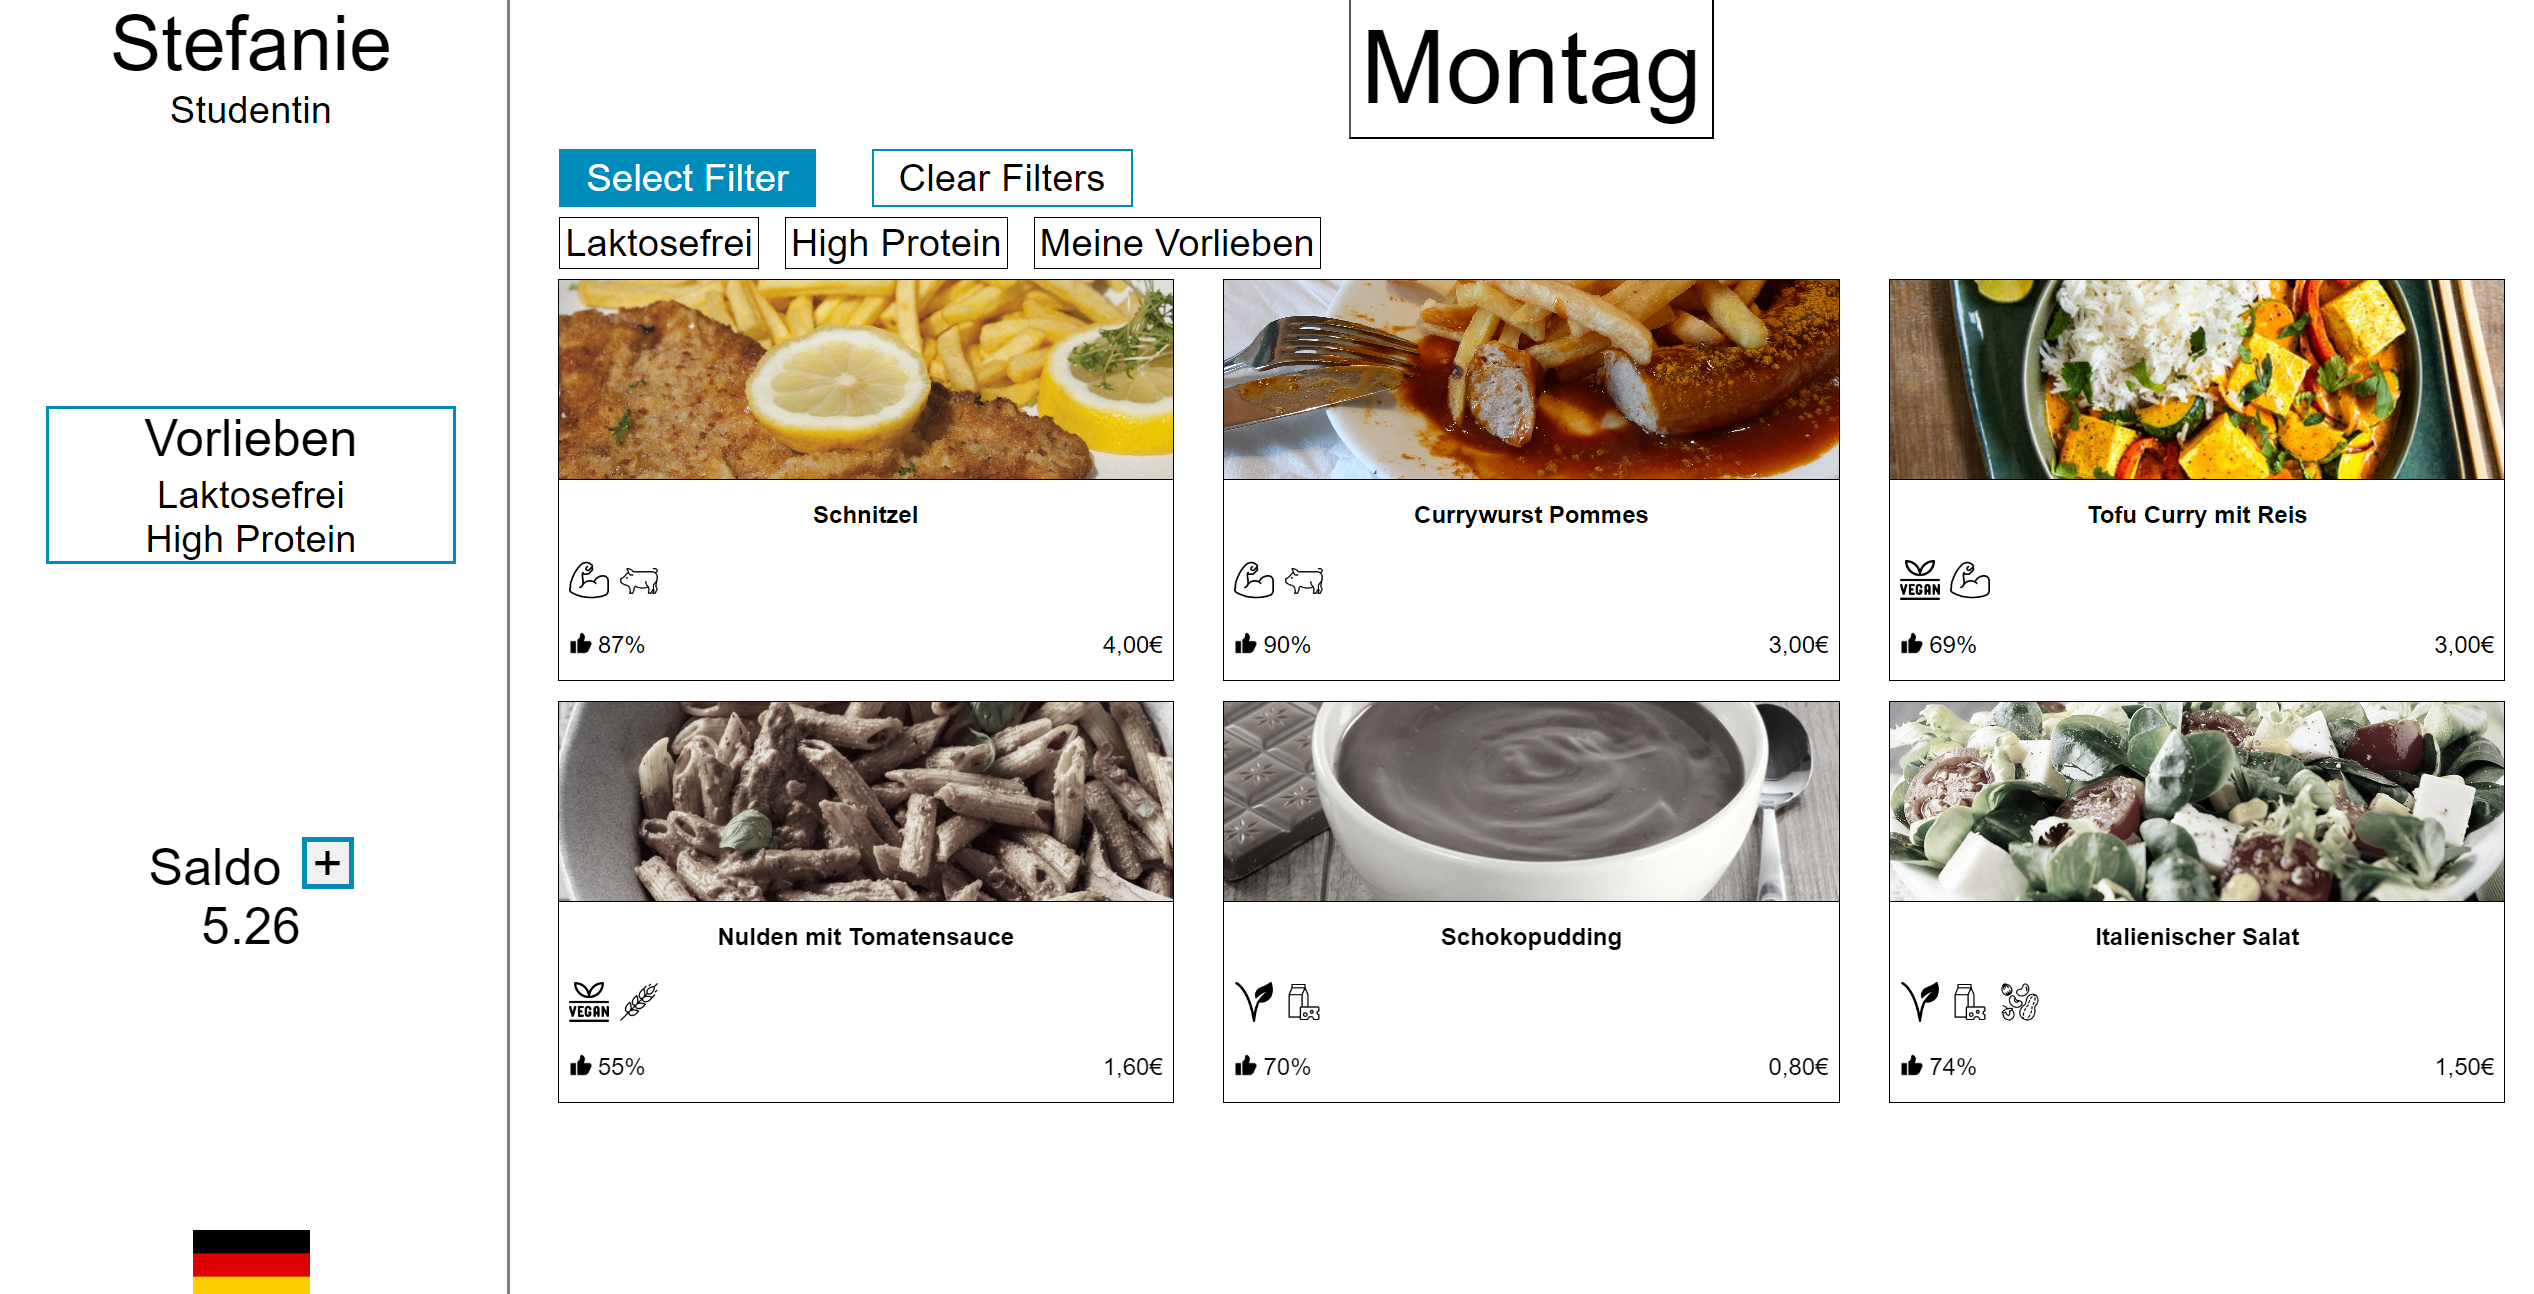 Stefanie
Studentin
Vorlieben
Laktosefrei
High Protein
Saldo +
5.26
Montag
Select Filter Clear Filters
Laktosefrei High Protein Meine Vorlieben
Schnitzel
87% 4,00€
Currywurst Pommes
90% 3,00€
Tofu Curry mit Reis
VEGAN
69% 3,00€
Nulden mit Tomatensauce
VEGAN
55% 1,60€
Schokopudding
70% 0,80€
Italienischer Salat
74% 1,50€